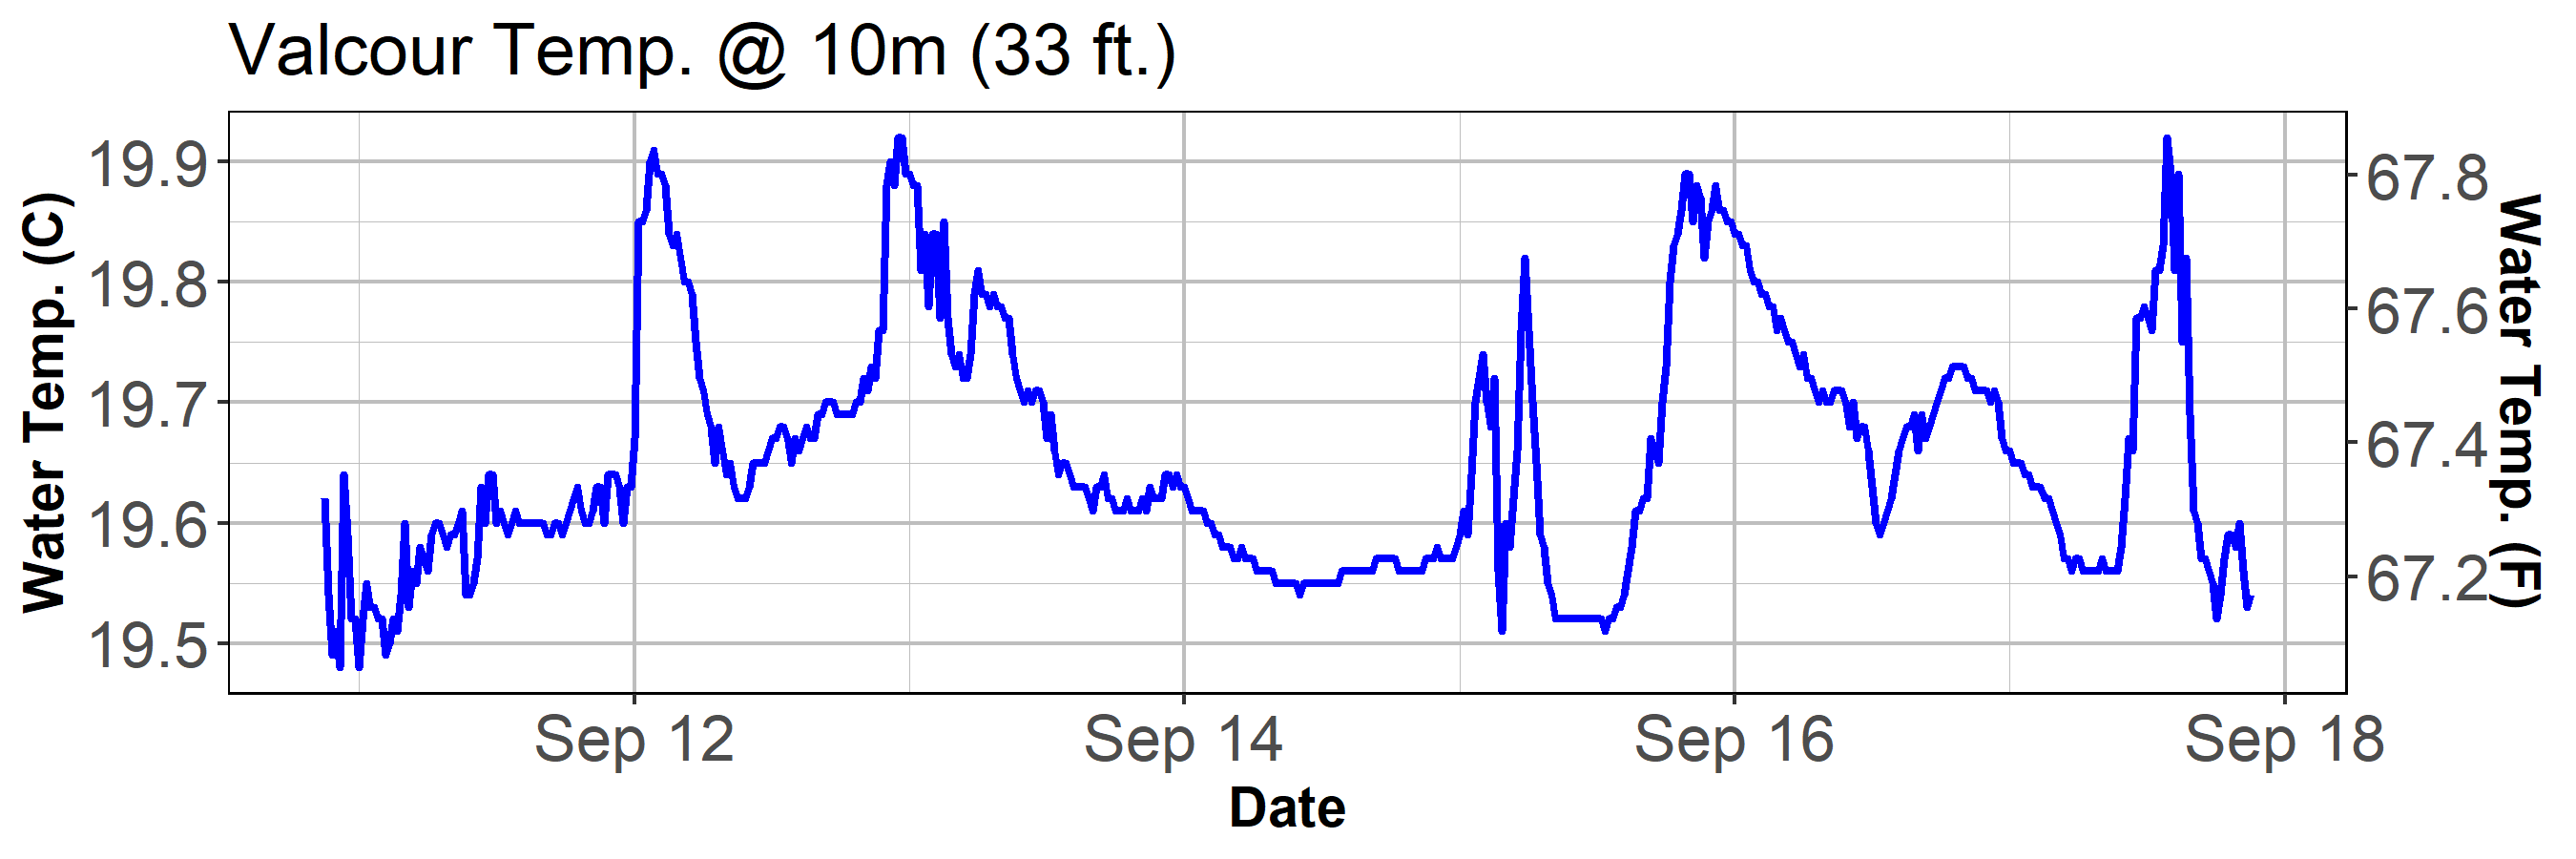 Valcour Temp. @ 10m (33 ft.)
Water Temp. (C)
19.9
19.8
19.7
19.6
19.5
67.8
67.6
67.4
67.2
Water Temp. (F)
Sep 12
Sep 14
Sep 16
Sep 18
Date